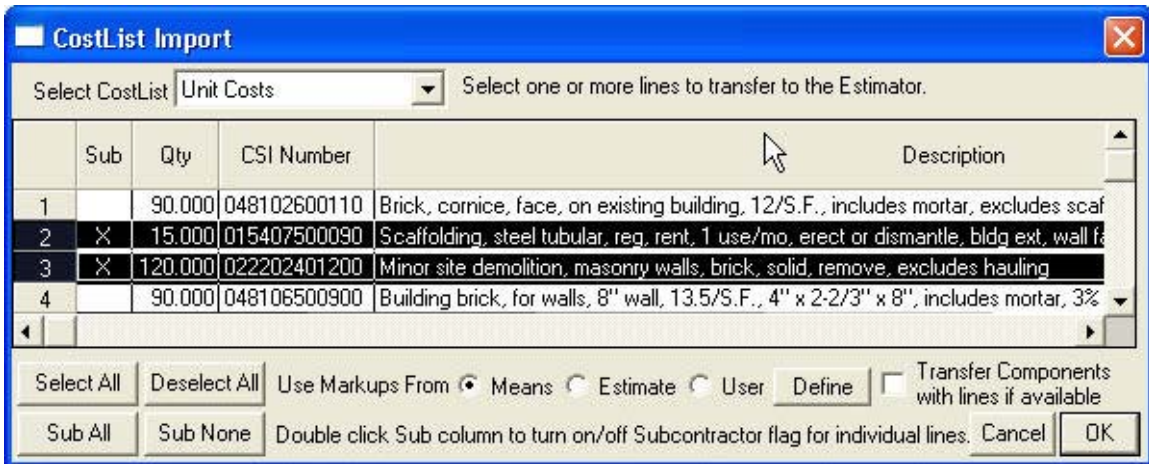 CostList Import
Select CostList Unit Costs Select one or more lines to transfer to the Estimator.
Sub Qty CSI Number Description
1 90.000 048102600110 Brick, cornice, face, on existing building, 12/S.F., includes mortar, excludes scaf
2 X 15.000 015407500090 Scaffolding, steel tubular, reg, rent, 1 use/mo, erect or dismantle, bldg ext, wall fa
3 X 120.000 022202401200 Minor site demolition, masonry walls, brick, solid, remove, excludes hauling
4 90.000 048106500900 Building brick, for walls, 8" wall, 13.5/S.F., 4" x 2-2/3" x 8", includes mortar, 3%
Select All Deselect All Use Markups From Means Estimate User Define Transfer Components
with lines if available
Sub All Sub None Double click Sub column to turn on/off Subcontractor flag for individual lines. Cancel OK